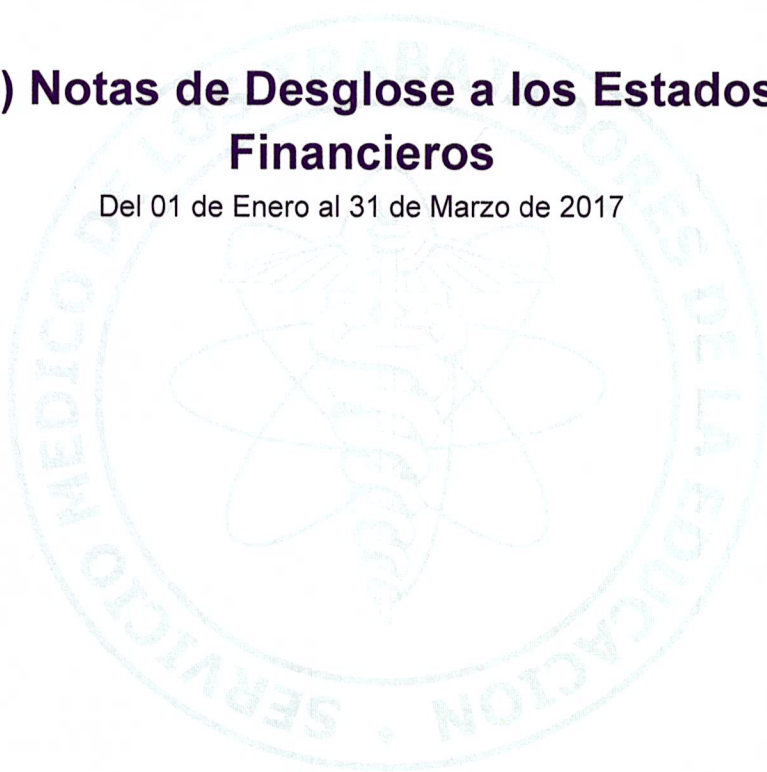 ) Notas de Desglose a los Estados
Financieros
Del 01 de Enero al 31 de Marzo de 2017
SERVICIO MEDICO DE LOS TRABAJADORES DE LA EDUCACION